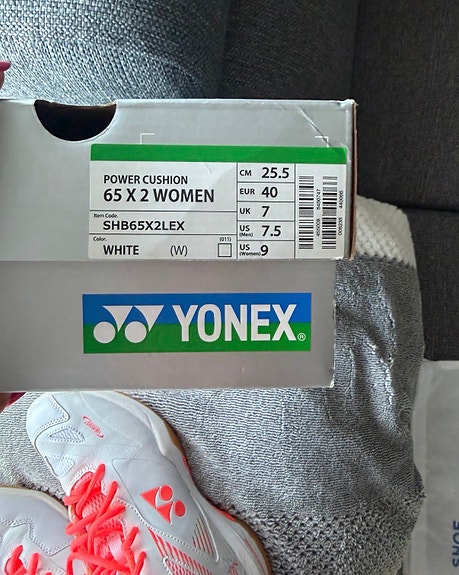 POWER CUSHION
65 X 2 WOMEN
Item Code.
SHB65X2LEX
Color.
WHITE (W) (011)
CM 25.5
EUR 40
UK 7
US (Men) 7.5
US (Women) 9
YONEX®
SHOE